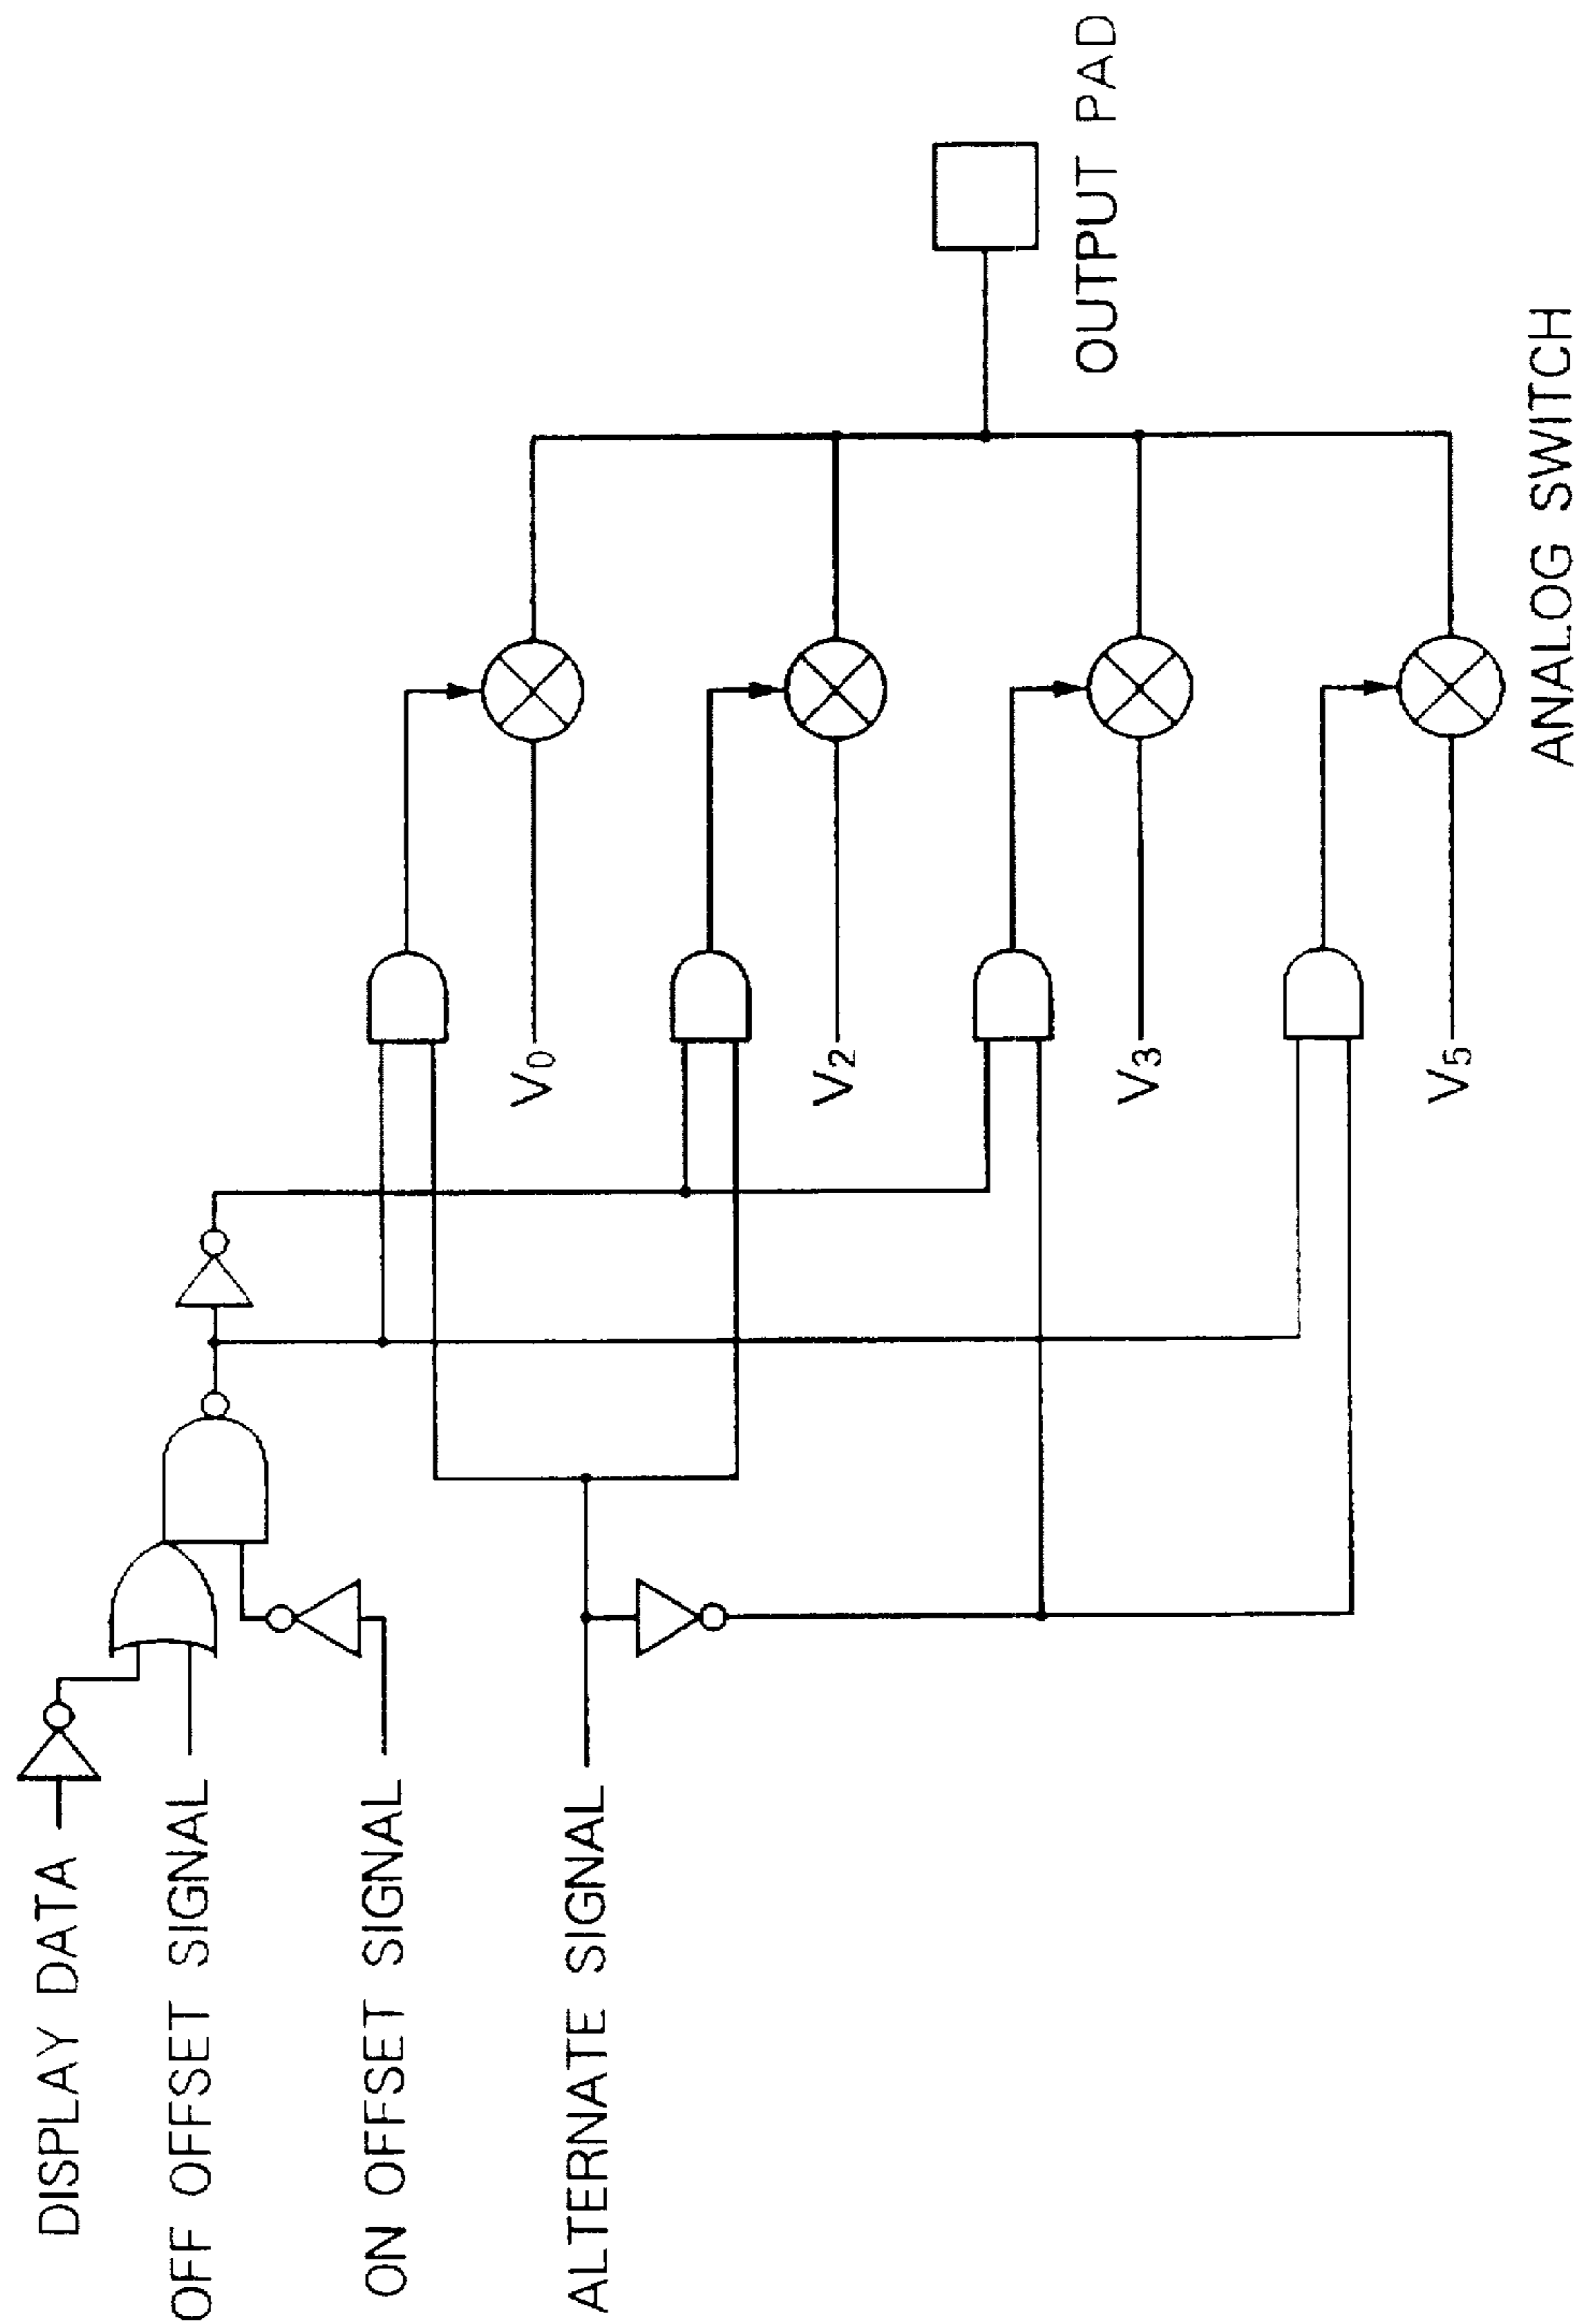 DISPLAY DATA
OFF OFFSET SIGNAL
ON OFFSET SIGNAL
ALTERNATE SIGNAL
V0
V2
V3
V5
OUTPUT PAD
ANALOG SWITCH